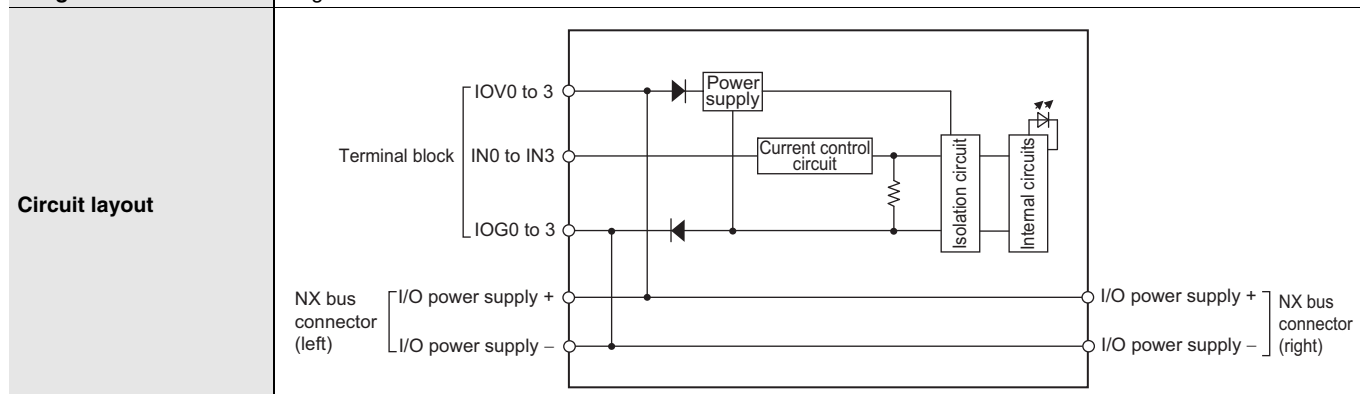 Circuit layout
Terminal block
IOV0 to 3
IN0 to IN3
IOG0 to 3
Power
supply
Current control
circuit
Isolation circuit
Internal circuits
NX bus
connector
(left)
I/O power supply +
I/O power supply −
I/O power supply +
I/O power supply −
NX bus
connector
(right)